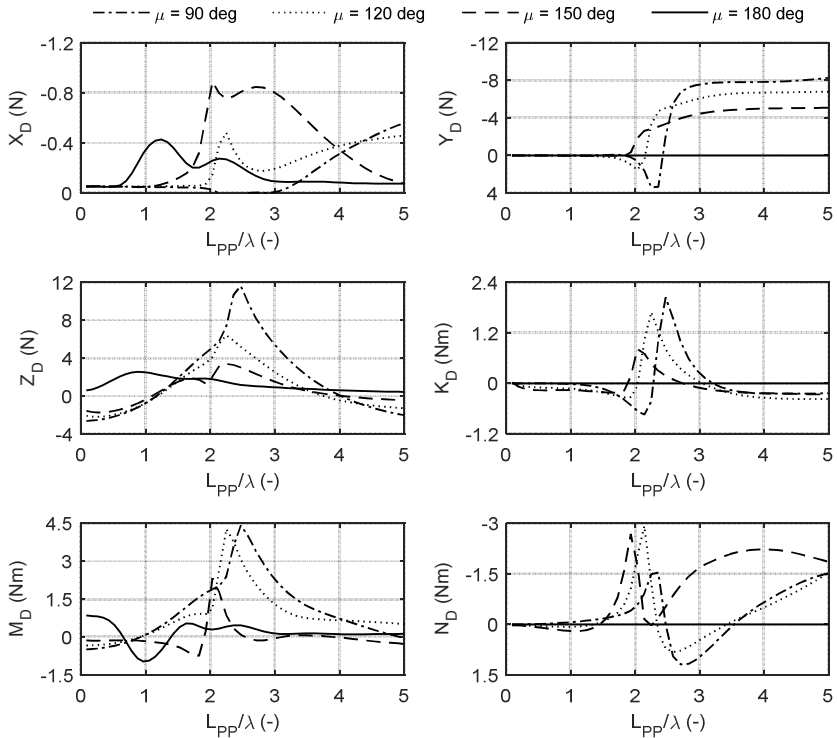 μ = 90 deg μ = 120 deg μ = 150 deg μ = 180 deg
X_D (N)
-1.2
-0.8
-0.4
0
0 1 2 3 4 5
L_PP/λ (-)
Y_D (N)
-12
-8
-4
0
4
0 1 2 3 4 5
L_PP/λ (-)
Z_D (N)
12
8
4
0
-4
0 1 2 3 4 5
L_PP/λ (-)
K_D (Nm)
2.4
1.2
0
-1.2
0 1 2 3 4 5
L_PP/λ (-)
M_D (Nm)
4.5
3
1.5
0
-1.5
0 1 2 3 4 5
L_PP/λ (-)
N_D (Nm)
-3
-1.5
0
1.5
0 1 2 3 4 5
L_PP/λ (-)